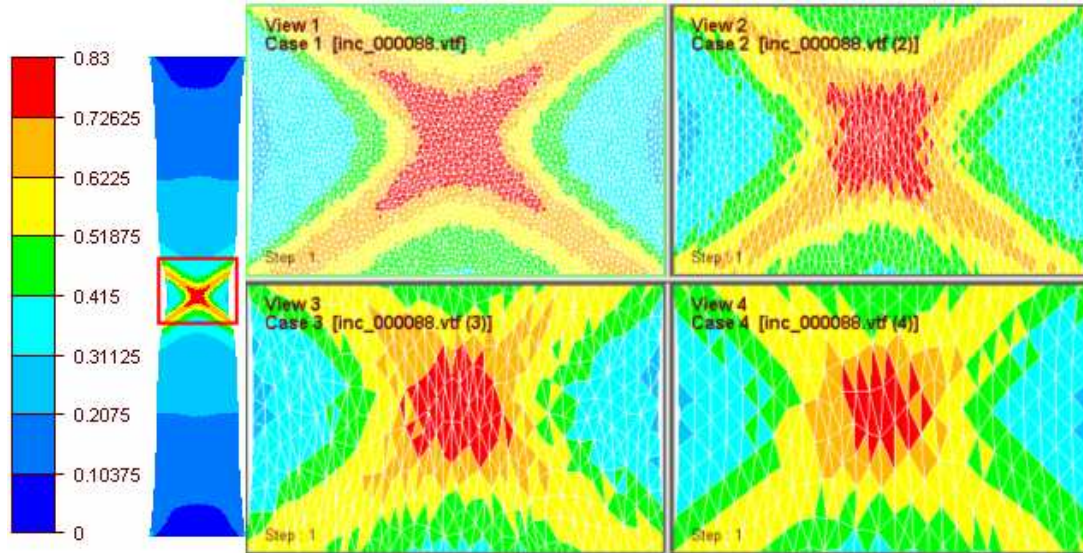 0.83
0.72625
0.6225
0.51875
0.415
0.31125
0.2075
0.10375
0
View 1
Case 1 [inc_000088.vtf]
Step : 1
View 2
Case 2 [inc_000088.vtf (2)]
Step : 1
View 3
Case 3 [inc_000088.vtf (3)]
Step : 1
View 4
Case 4 [inc_000088.vtf (4)]
Step : 1